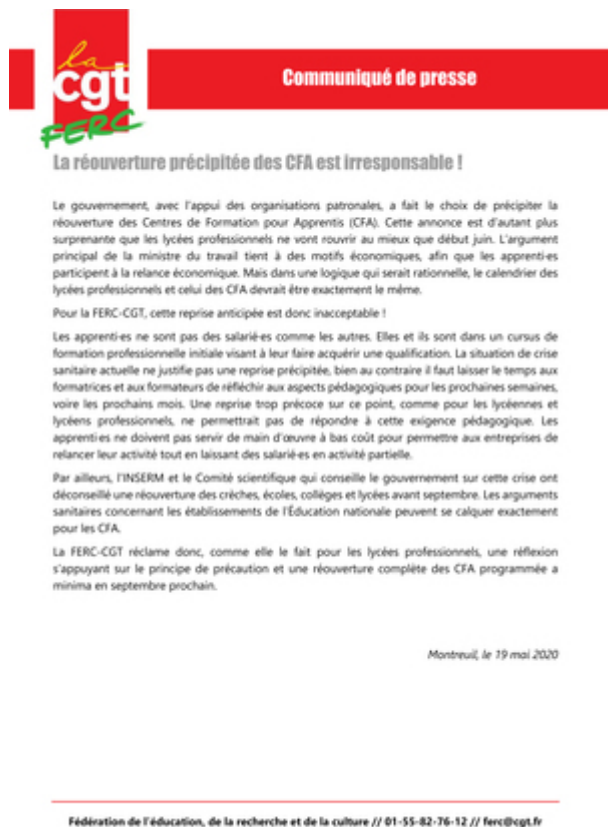 la
cgt
FERC
Communiqué de presse
La réouverture précipitée des CFA est irresponsable !
Le gouvernement, avec l'appui des organisations patronales, a fait le choix de précipiter la
réouverture des Centres de Formation pour Apprentis (CFA). Cette annonce est d'autant plus
surprenante que les lycées professionnels ne vont rouvrir au mieux que début juin. L'argument
principal de la ministre du travail tient à des motifs économiques, afin que les apprenti·es
participent à la relance économique. Mais dans une logique qui serait rationnelle, le calendrier des
lycées professionnels et celui des CFA devrait être exactement le même.
Pour la FERC-CGT, cette reprise anticipée est donc inacceptable !
Les apprenti·es ne sont pas des salarié·es comme les autres. Elles et ils sont dans un cursus de
formation professionnelle initiale visant à leur faire acquérir une qualification. La situation de crise
sanitaire actuelle ne justifie pas une reprise précipitée, bien au contraire il faut laisser le temps aux
formatrices et aux formateurs de réfléchir aux aspects pédagogiques pour les prochaines semaines,
voire les prochains mois. Une reprise trop précoce sur ce point, comme pour les lycéennes et
lycéens professionnels, ne permettrait pas de répondre à cette exigence pédagogique. Les
apprenti·es ne doivent pas servir de main d'œuvre à bas coût pour permettre aux entreprises de
relancer leur activité tout en laissant des salarié·es en activité partielle.
Par ailleurs, l'INSERM et le Comité scientifique qui conseille le gouvernement sur cette crise ont
déconseillé une réouverture des crèches, écoles, collèges et lycées avant septembre. Les arguments
sanitaires concernant les établissements de l'Éducation nationale peuvent se calquer exactement
pour les CFA.
La FERC-CGT réclame donc, comme elle le fait pour les lycées professionnels, une réflexion
s'appuyant sur le principe de précaution et une réouverture complète des CFA programmée a
minima en septembre prochain.
Montreuil, le 19 mai 2020
Fédération de l'éducation, de la recherche et de la culture // 01-55-82-76-12 // ferc@cgt.fr